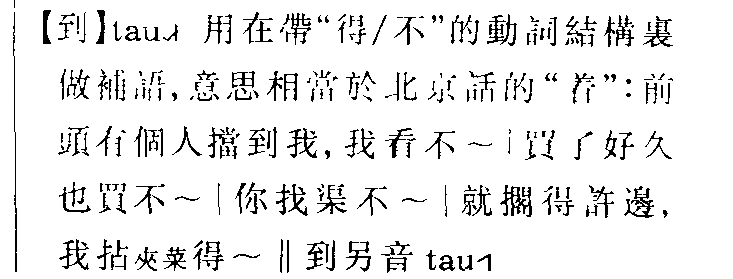 【到】tau˩˧ 用在帶“得/不”的動詞結構裏
做補語，意思相當於北京話的“着”：前
頭有個人擋到我，我看不～｜買了好久
也買不～｜你找渠不～｜就擱得許邊，
我拈夾菜得～‖到另音 tau˧˥